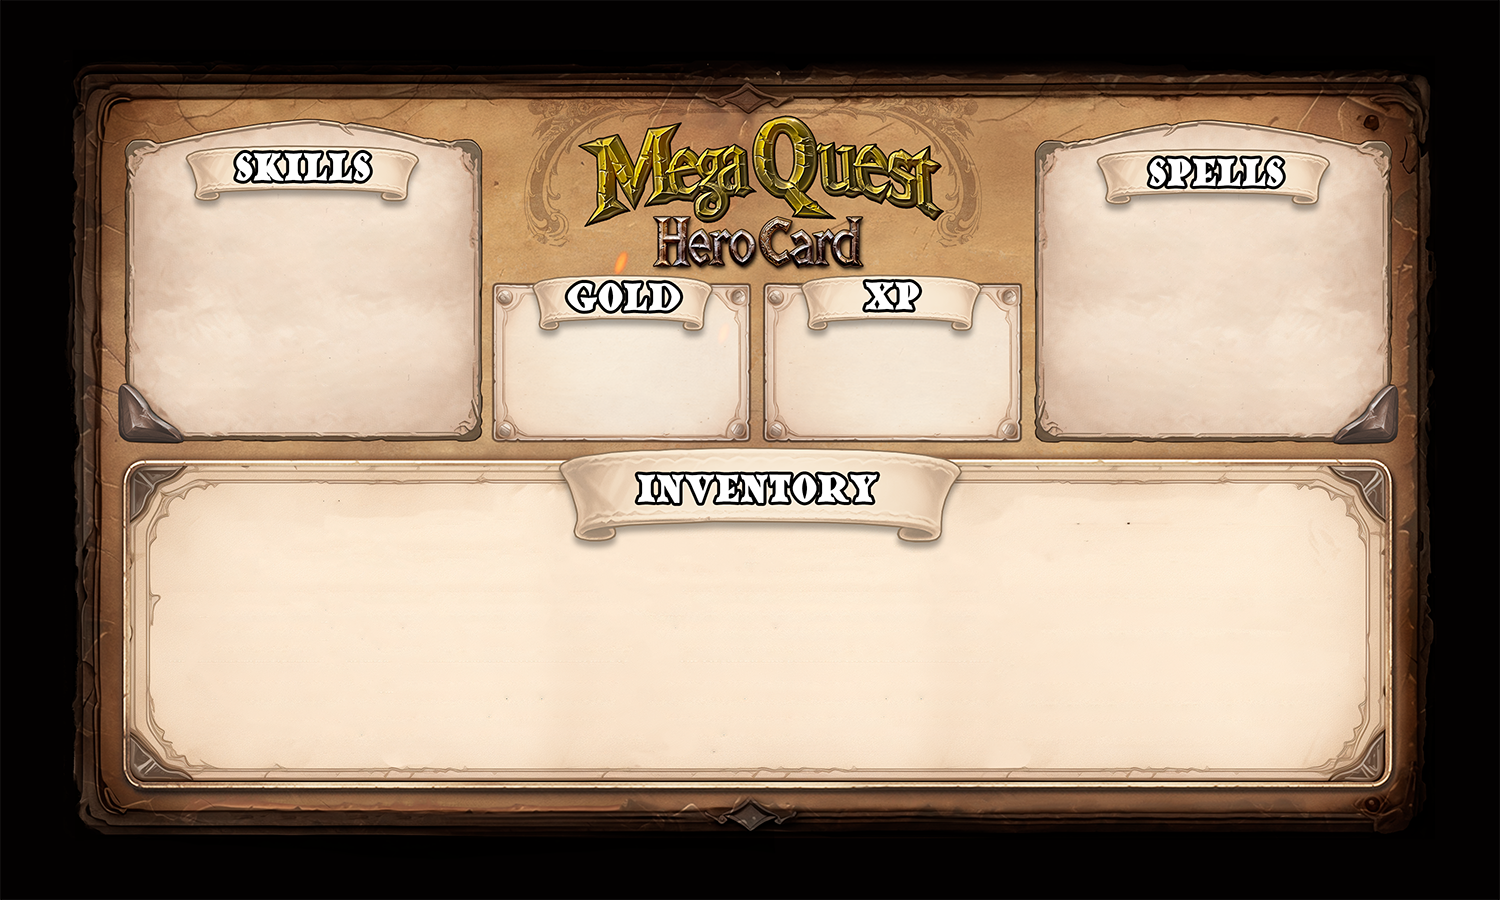 Mega Quest
Hero Card
SKILLS
SPELLS
GOLD
XP
INVENTORY